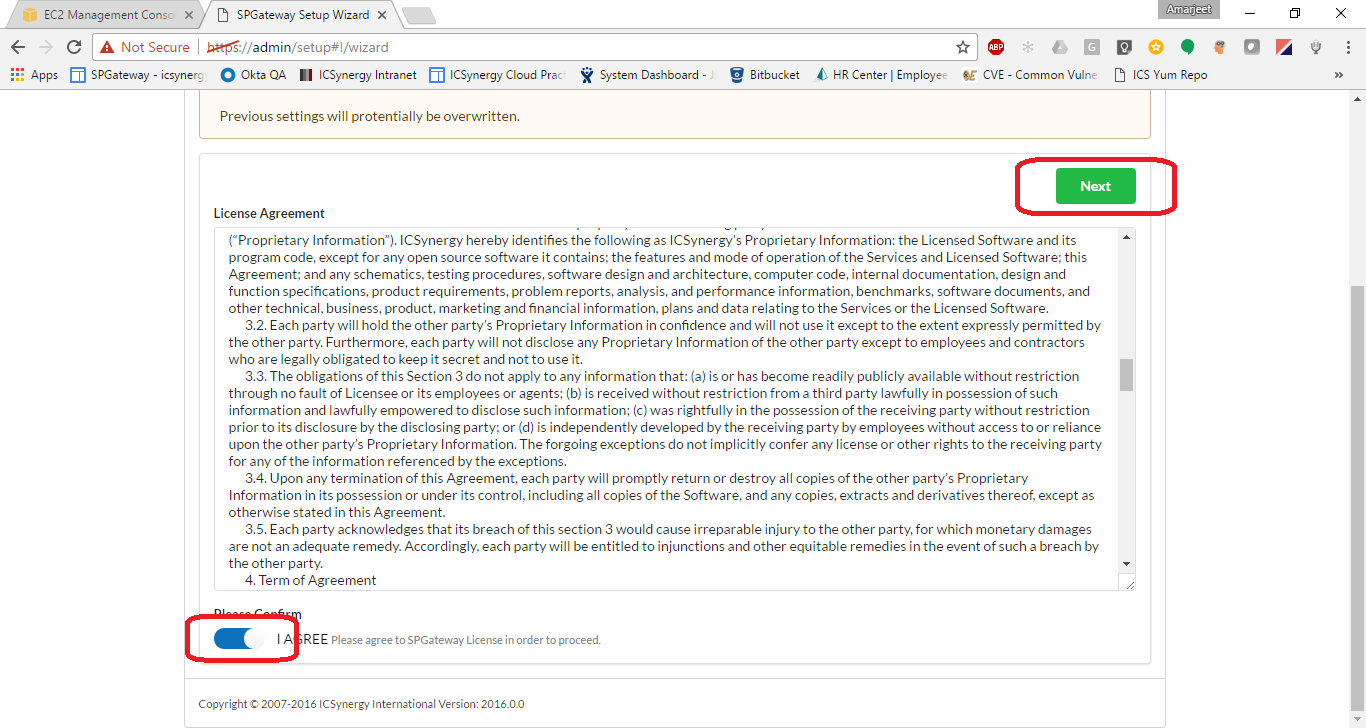 EC2 Management Conso
SPGateway Setup Wizard
Amarjeet
Not Secure
https://admin/setup#!/wizard
ABP
G
Apps
SPGateway - icsynerg
Okta QA
ICSynergy Intranet
ICSynergy Cloud Prac
System Dashboard - J
Bitbucket
HR Center | Employee
CVE - Common Vulne
ICS Yum Repo
Previous settings will protentially be overwritten.
Next
License Agreement
(“Proprietary Information”). ICSynergy hereby identifies the following as ICSynergy’s Proprietary Information: the Licensed Software and its
program code, except for any open source software it contains; the features and mode of operation of the Services and Licensed Software; this
Agreement; and any schematics, testing procedures, software design and architecture, computer code, internal documentation, design and
function specifications, product requirements, problem reports, analysis, and performance information, benchmarks, software documents, and
other technical, business, product, marketing and financial information, plans and data relating to the Services or the Licensed Software.
3.2. Each party will hold the other party’s Proprietary Information in confidence and will not use it except to the extent expressly permitted by
the other party. Furthermore, each party will not disclose any Proprietary Information of the other party except to employees and contractors
who are legally obligated to keep it secret and not to use it.
3.3. The obligations of this Section 3 do not apply to any information that: (a) is or has become readily publicly available without restriction
through no fault of Licensee or its employees or agents; (b) is received without restriction from a third party lawfully in possession of such
information and lawfully empowered to disclose such information; (c) was rightfully in the possession of the receiving party without restriction
prior to its disclosure by the disclosing party; or (d) is independently developed by the receiving party by employees without access to or reliance
upon the other party’s Proprietary Information. The forgoing exceptions do not implicitly confer any license or other rights to the receiving party
for any of the information referenced by the exceptions.
3.4. Upon any termination of this Agreement, each party will promptly return or destroy all copies of the other party’s Proprietary
Information in its possession or under its control, including all copies of the Software, and any copies, extracts and derivatives thereof, except as
otherwise stated in this Agreement.
3.5. Each party acknowledges that its breach of this section 3 would cause irreparable injury to the other party, for which monetary damages
are not an adequate remedy. Accordingly, each party will be entitled to injunctions and other equitable remedies in the event of such a breach by
the other party.
4. Term of Agreement
Please Confirm
I AGREE Please agree to SPGateway License in order to proceed.
Copyright © 2007-2016 ICSynergy International Version: 2016.0.0